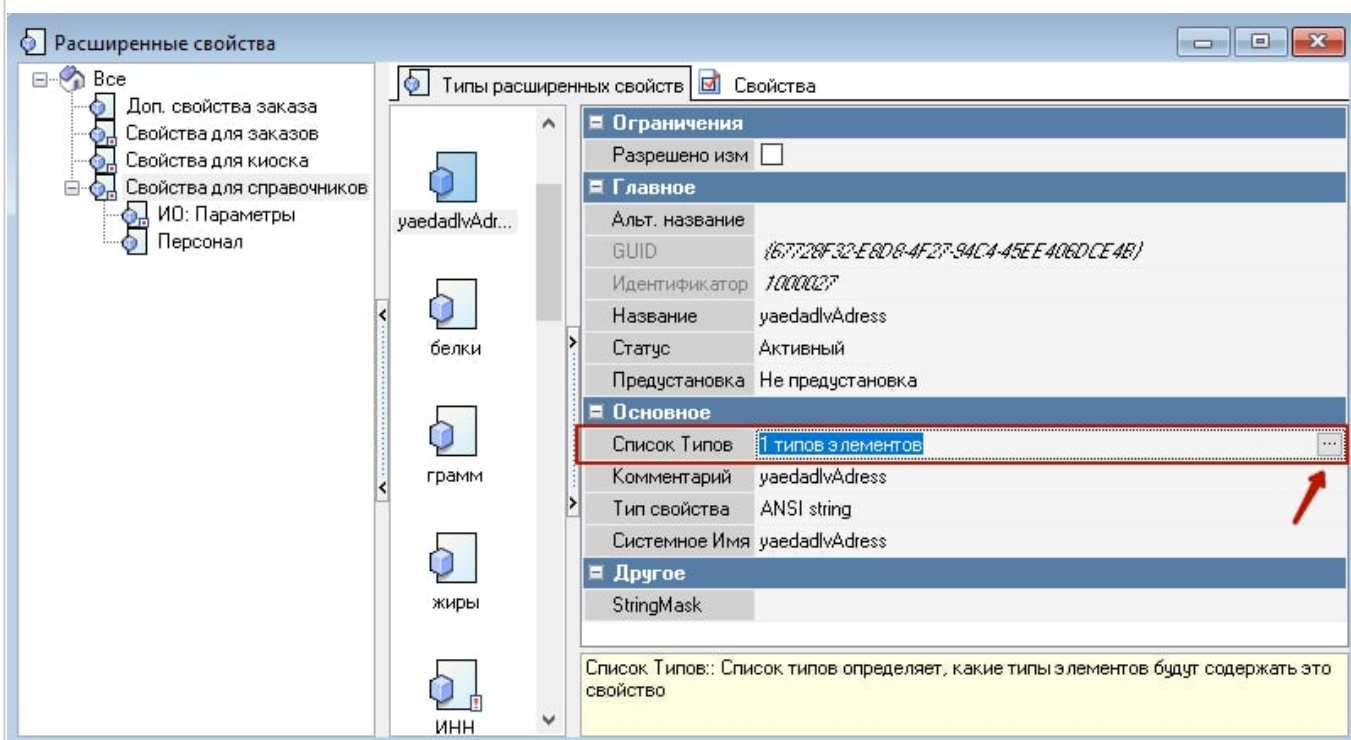 Расширенные свойства
Все
Доп. свойства заказа
Свойства для заказов
Свойства для киоска
Свойства для справочников
ИО: Параметры
Персонал
Типы расширенных свойств
Свойства
yaedadlvAdr...
белки
грамм
жиры
ИНН
Ограничения
Разрешено изм
Главное
Альт. название
GUID {67728F32-E8D8-4F27-94C4-45EE406DCE4B}
Идентификатор 1000027
Название yaedadlvAdress
Статус Активный
Предустановка Не предустановка
Основное
Список Типов 1 типов элементов ...
Комментарий yaedadlvAdress
Тип свойства ANSI string
Системное Имя yaedadlvAdress
Другое
StringMask
Список Типов:: Список типов определяет, какие типы элементов будут содержать это
свойство